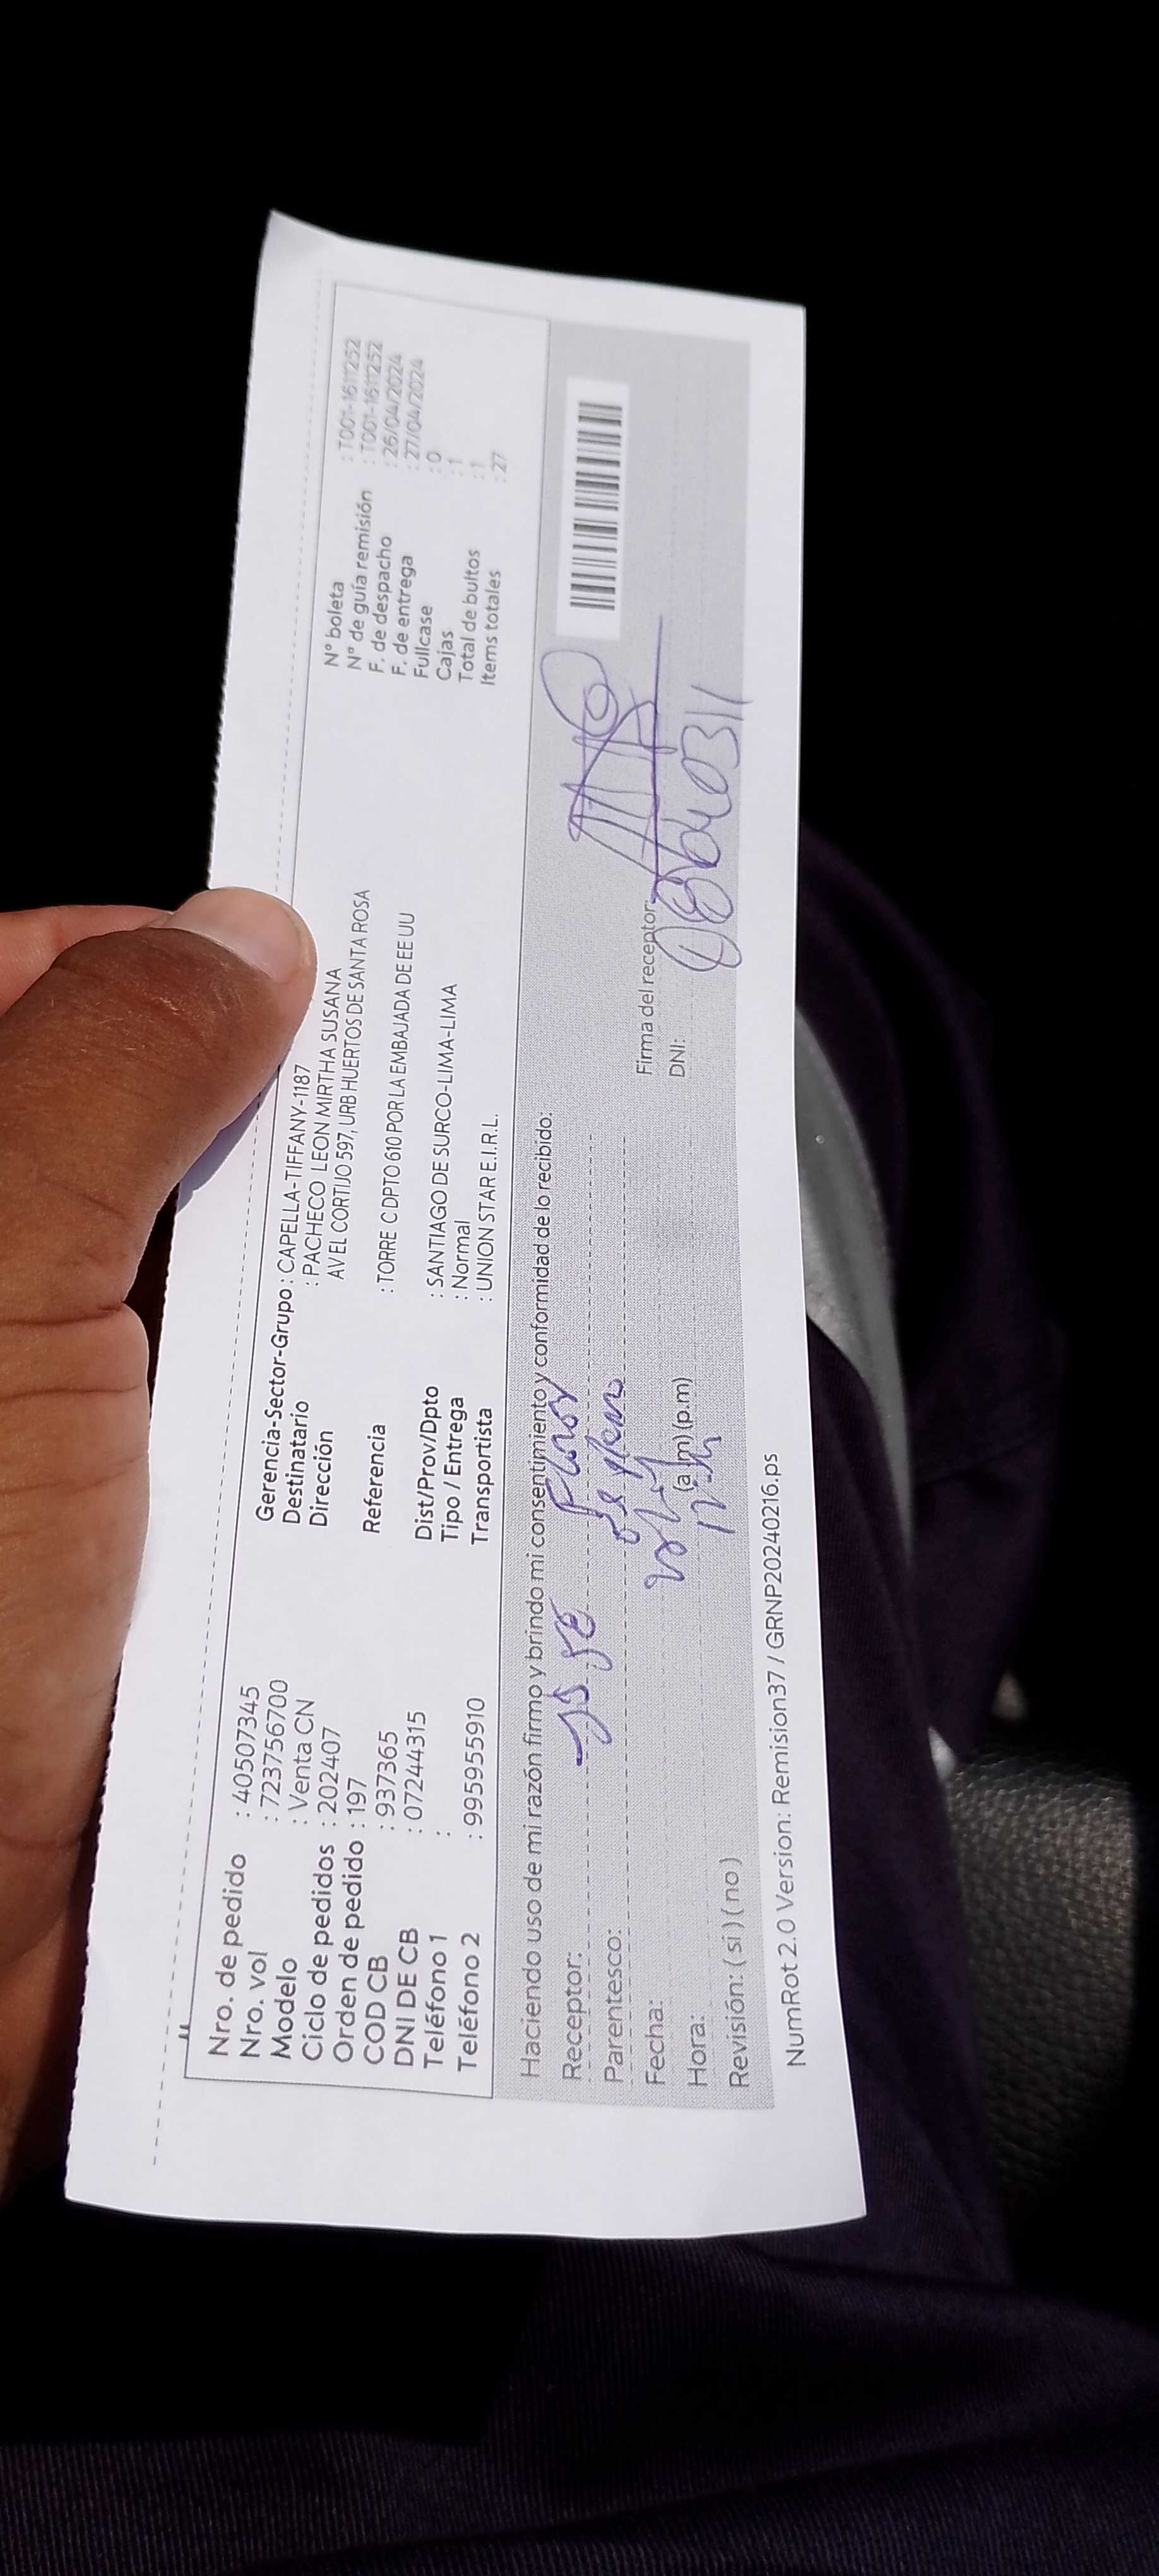 Nro. de pedido : 40507345
Nro. vol : 723756700
Modelo : Venta CN
Ciclo de pedidos : 202407
Orden de pedido : 197
COD CB : 937365
DNI DE CB : 07244315
Teléfono 1 :
Teléfono 2 : 995955910
Gerencia-Sector-Grupo : CAPELLA-TIFFANY-1187
Destinatario : PACHECO LEON MIRTHA SUSANA
Dirección AV EL CORTIJO 597, URB HUERTOS DE SANTA ROSA
Referencia : TORRE C DPTO 610 POR LA EMBAJADA DE EE UU
Dist/Prov/Dpto : SANTIAGO DE SURCO-LIMA-LIMA
Tipo / Entrega : Normal
Transportista : UNION STAR E.I.R.L.
N° boleta : T001-1611252
N° de guía remisión : T001-1611252
F. de despacho : 26/04/2024
F. de entrega : 27/04/2024
Fullcase : 0
Cajas : 1
Total de bultos : 1
Items totales : 27
Haciendo uso de mi razón firmo y brindo mi consentimiento y conformidad de lo recibido:
Receptor: José Flores
Parentesco:
Fecha:
Hora: (a.m) (p.m)
Revisión: ( si ) ( no )
Firma del receptor:
DNI:
NumRot 2.0 Version: Remision37 / GRNP20240216.ps